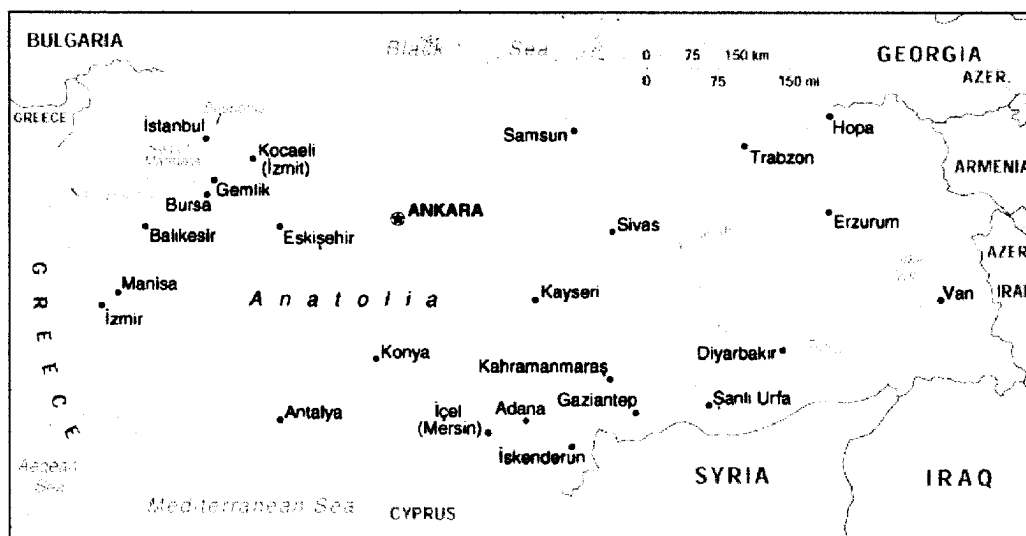 BULGARIA
Black Sea
0 75 150 km
0 75 150 mi
GEORGIA
AZER.
GREECE
İstanbul
Kocaeli
(İzmit)
Samsun
Hopa
Trabzon
ARMENIA
Gemlik
Bursa
ANKARA
Balıkesir
Eskişehir
Sivas
Erzurum
AZER.
GREECE
Manisa
İzmir
Anatolia
Kayseri
Van
IRAN
Konya
Diyarbakır
Kahramanmaraş
Gaziantep
Şanlı Urfa
Antalya
İçel
(Mersin)
Adana
İskenderun
Aegean
Sea
SYRIA
IRAQ
Mediterranean Sea
CYPRUS